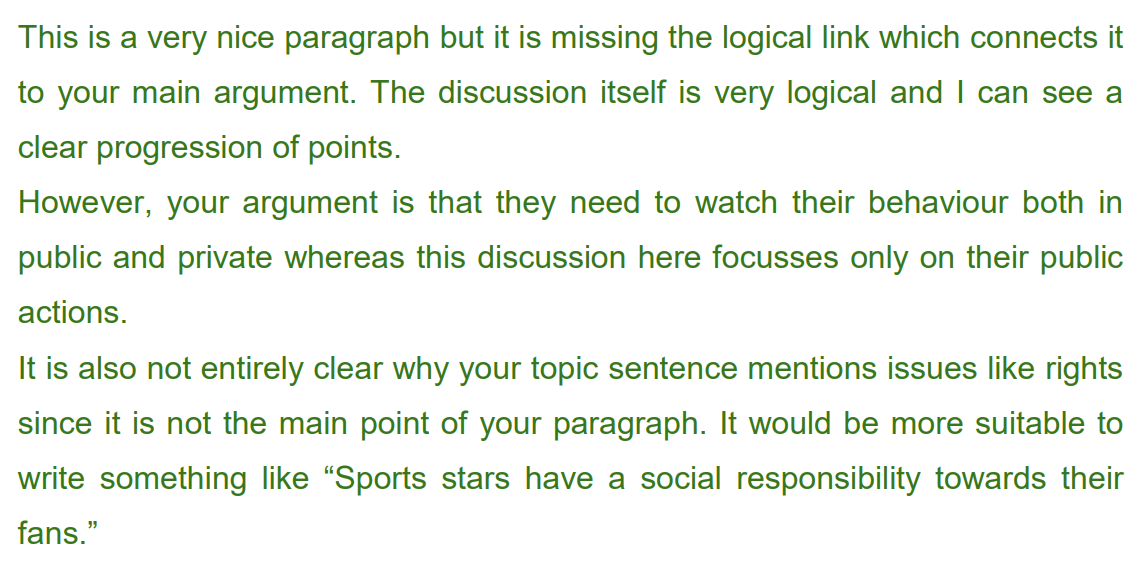 This is a very nice paragraph but it is missing the logical link which connects it
to your main argument. The discussion itself is very logical and I can see a
clear progression of points.
However, your argument is that they need to watch their behaviour both in
public and private whereas this discussion here focusses only on their public
actions.
It is also not entirely clear why your topic sentence mentions issues like rights
since it is not the main point of your paragraph. It would be more suitable to
write something like “Sports stars have a social responsibility towards their
fans.”